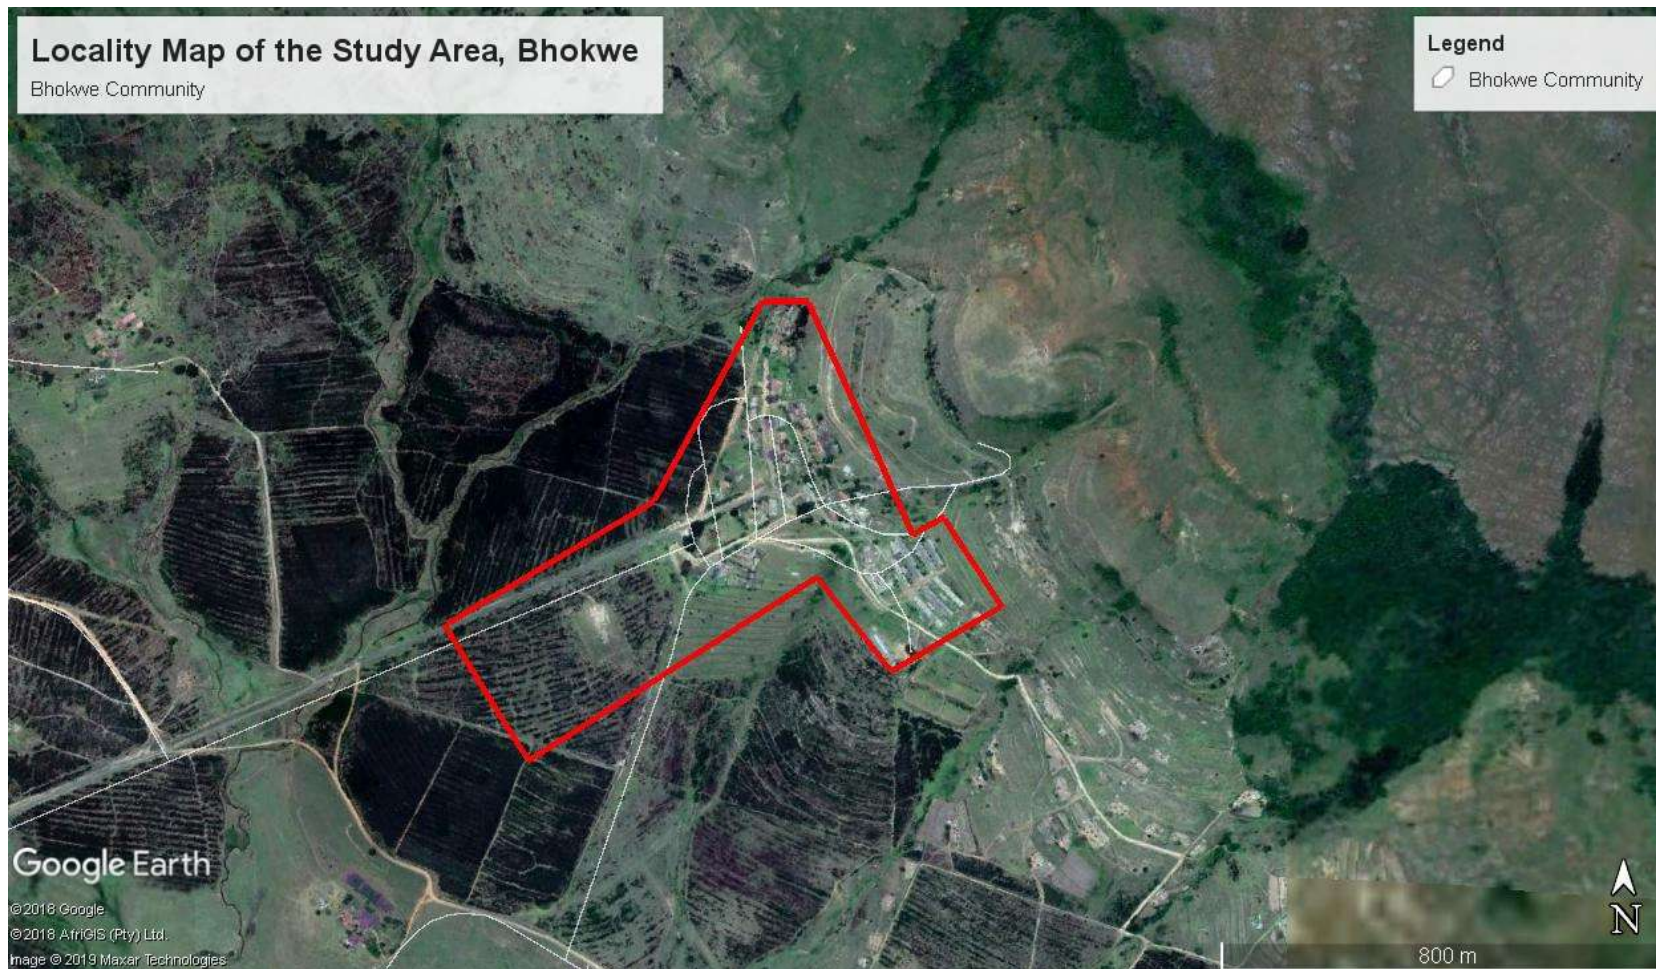 Locality Map of the Study Area, Bhokwe
Bhokwe Community
Legend
Bhokwe Community
Google Earth
©2018 Google
©2018 AfriGIS (Pty) Ltd.
Image © 2019 Maxar Technologies
N
800 m